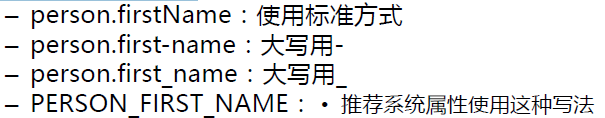 – person.firstName：使用标准方式
– person.first-name：大写用-
– person.first_name：大写用_
– PERSON_FIRST_NAME：• 推荐系统属性使用这种写法